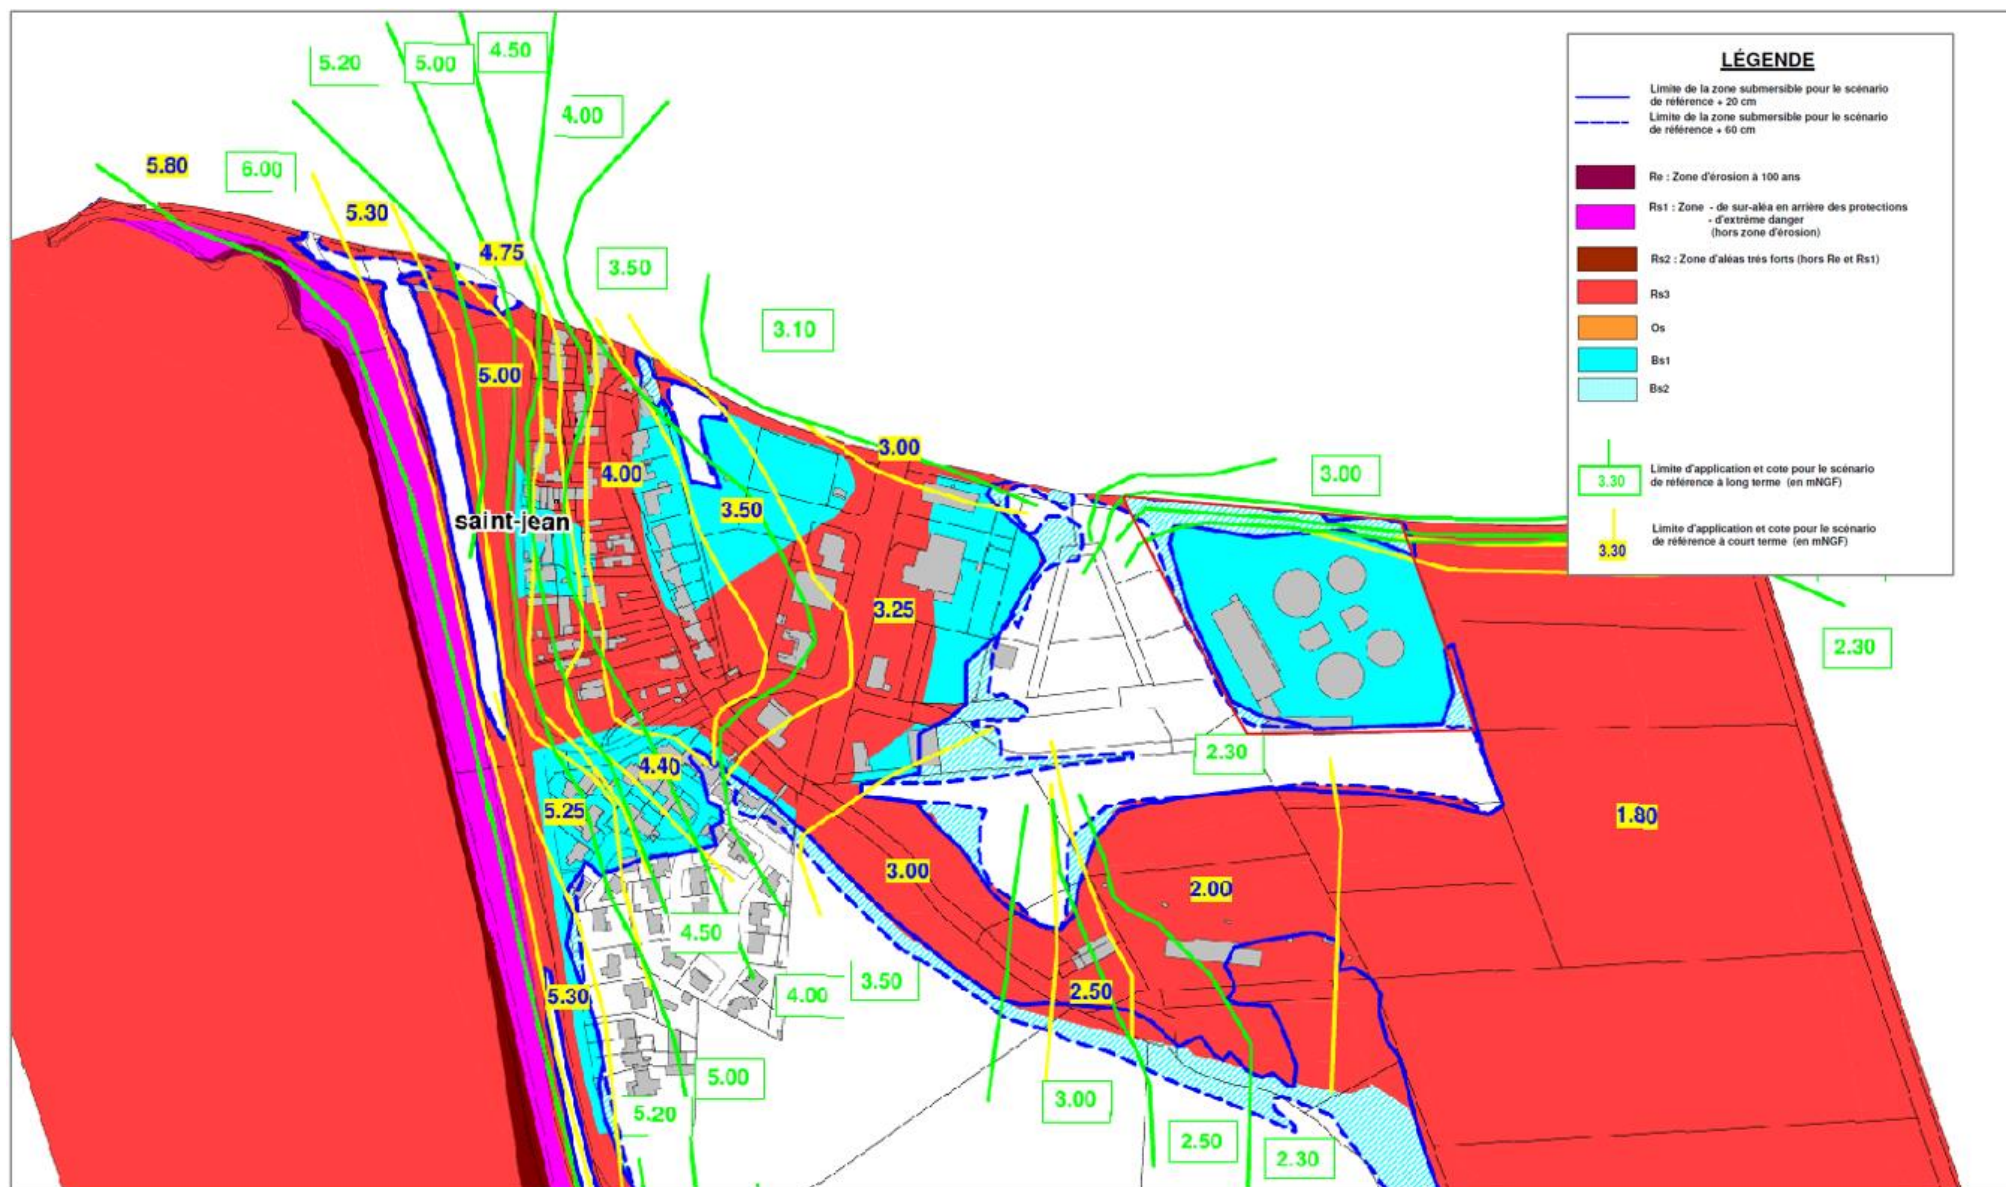 5.20
5.00
4.50
4.00
5.80
6.00
5.30
4.75
3.50
3.10
5.00
3.00
4.00
3.00
3.50
saint-jean
3.25
2.30
2.30
4.40
5.25
1.80
3.00
2.00
4.50
3.50
4.00
5.30
2.50
5.00
3.00
5.20
2.50
2.30
LÉGENDE
Limite de la zone submersible pour le scénario
de référence + 20 cm
Limite de la zone submersible pour le scénario
de référence + 60 cm
Re : Zone d'érosion à 100 ans
Rs1 : Zone - de sur-aléa en arrière des protections
- d'extrême danger
(hors zone d'érosion)
Rs2 : Zone d'aléas trés forts (hors Re et Rs1)
Rs3
Os
Bs1
Bs2
3.30
Limite d'application et cote pour le scénario
de référence à long terme (en mNGF)
3.30
Limite d'application et cote pour le scénario
de référence à court terme (en mNGF)